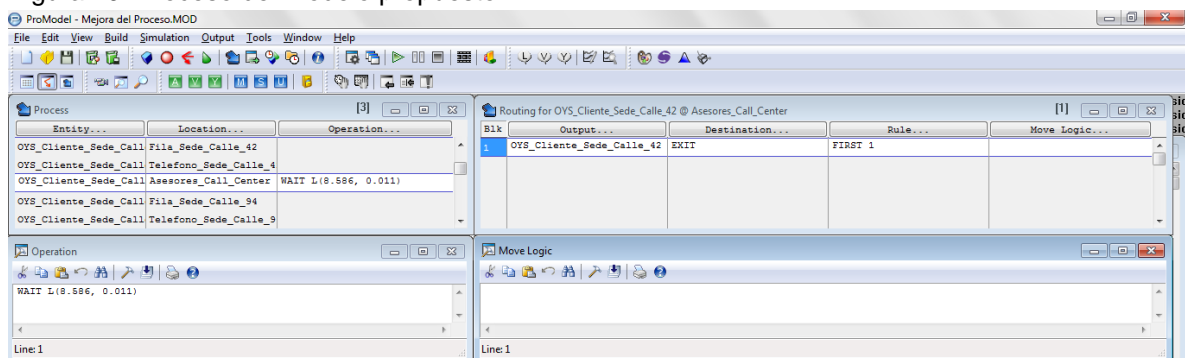 ProModel - Mejora del Proceso.MOD
File Edit View Build Simulation Output Tools Window Help
Process [3]
Entity... Location... Operation...
OYS_Cliente_Sede_Call Fila_Sede_Calle_42
OYS_Cliente_Sede_Call Telefono_Sede_Calle_4
OYS_Cliente_Sede_Call Asesores_Call_Center WAIT L(8.586, 0.011)
OYS_Cliente_Sede_Call Fila_Sede_Calle_94
OYS_Cliente_Sede_Call Telefono_Sede_Calle_9
Routing for OYS_Cliente_Sede_Calle_42 @ Asesores_Call_Center [1]
Blk Output... Destination... Rule... Move Logic...
1 OYS_Cliente_Sede_Calle_42 EXIT FIRST 1
Operation
WAIT L(8.586, 0.011)
Line: 1
Move Logic
Line: 1